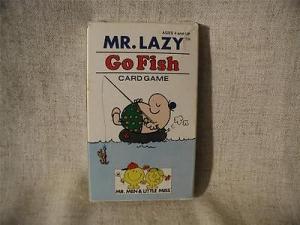 AGES 4 and UP
MR. LAZY
Go Fish
CARD GAME
MR. MEN & LITTLE MISS